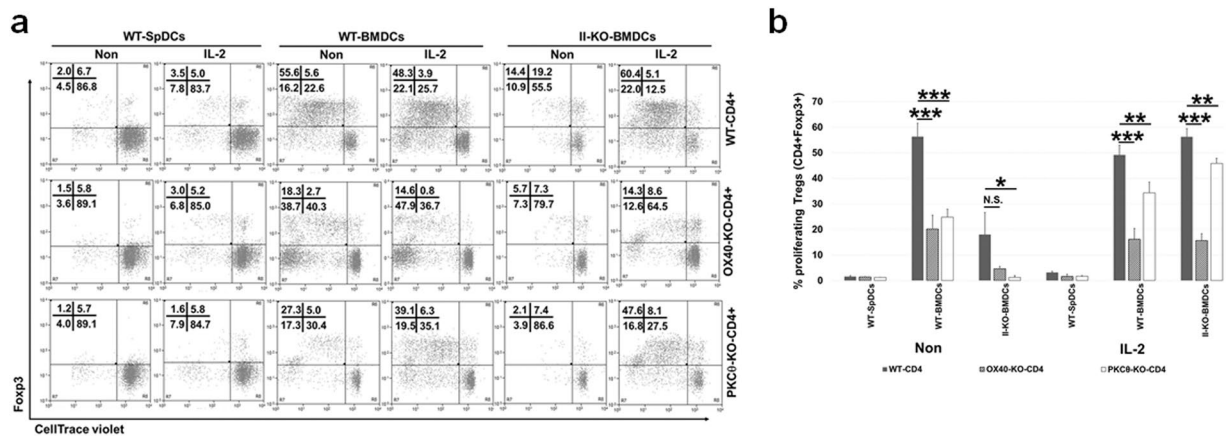 a
WT-SpDCs WT-BMDCs II-KO-BMDCs
Non IL-2 Non IL-2 Non IL-2
2.0 6.7 3.5 5.0 55.6 5.6 48.3 3.9 14.4 19.2 60.4 5.1
4.5 86.8 7.8 83.7 16.2 22.6 22.1 25.7 10.9 55.5 22.0 12.5
WT-CD4+
1.5 5.8 3.0 5.2 18.3 2.7 14.6 0.8 5.7 7.3 14.3 8.6
3.6 89.1 6.8 85.0 38.7 40.3 47.9 36.7 7.3 79.7 12.6 64.5
OX40-KO-CD4+
1.2 5.7 1.6 5.8 27.3 5.0 39.1 6.3 2.1 7.4 47.6 8.1
4.0 89.1 7.9 84.7 17.3 30.4 19.5 35.1 3.9 86.6 16.8 27.5
PKCθ-KO-CD4+
Foxp3
CellTrace violet
b
% proliferating Tregs (CD4+Foxp3+)
70
60
50
40
30
20
10
0
***
***
*
N.S.
**
***
**
***
WT-SpDCs WT-BMDCs II-KO-BMDCs WT-SpDCs WT-BMDCs II-KO-BMDCs
Non IL-2
WT-CD4 OX40-KO-CD4 PKCθ-KO-CD4